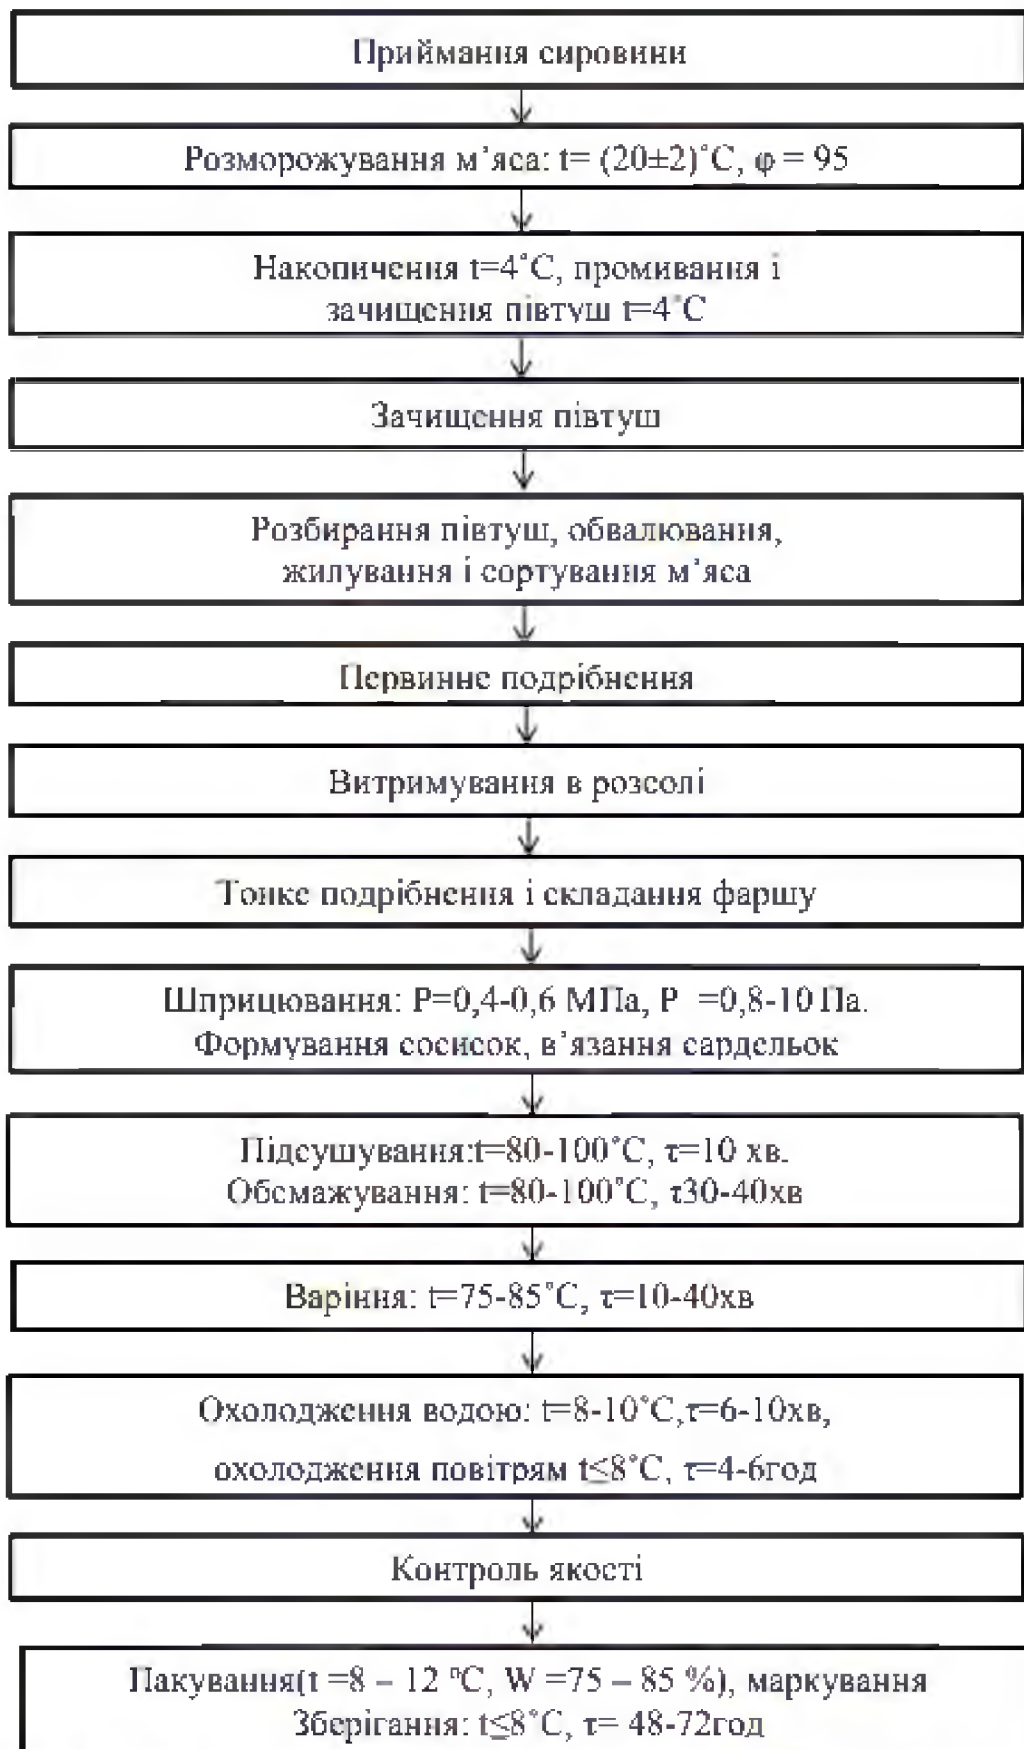 Приймання сировини
Розморожування м’яса: t= (20±2)˚С, φ = 95
Накопичення t=4˚С, промивання і
зачищення півтуш t=4˚С
Зачищення півтуш
Розбирання півтуш, обвалювання,
жилування і сортування м’яса
Первинне подрібнення
Витримування в розсолі
Тонке подрібнення і складання фаршу
Шприцювання: Р=0,4-0,6 МПа, Р =0,8-10 Па.
Формування сосисок, в’язання сардельок
Підсушування:t=80-100˚С, τ=10 хв.
Обсмажування: t=80-100˚С, τ30-40хв
Варіння: t=75-85˚С, τ=10-40хв
Охолодження водою: t=8-10˚С,τ=6-10хв,
охолодження повітрям t≤8˚С, τ=4-6год
Контроль якості
Пакування(t =8 – 12 ºС, W =75 – 85 %), маркування
Зберігання: t≤8˚С, τ= 48-72год